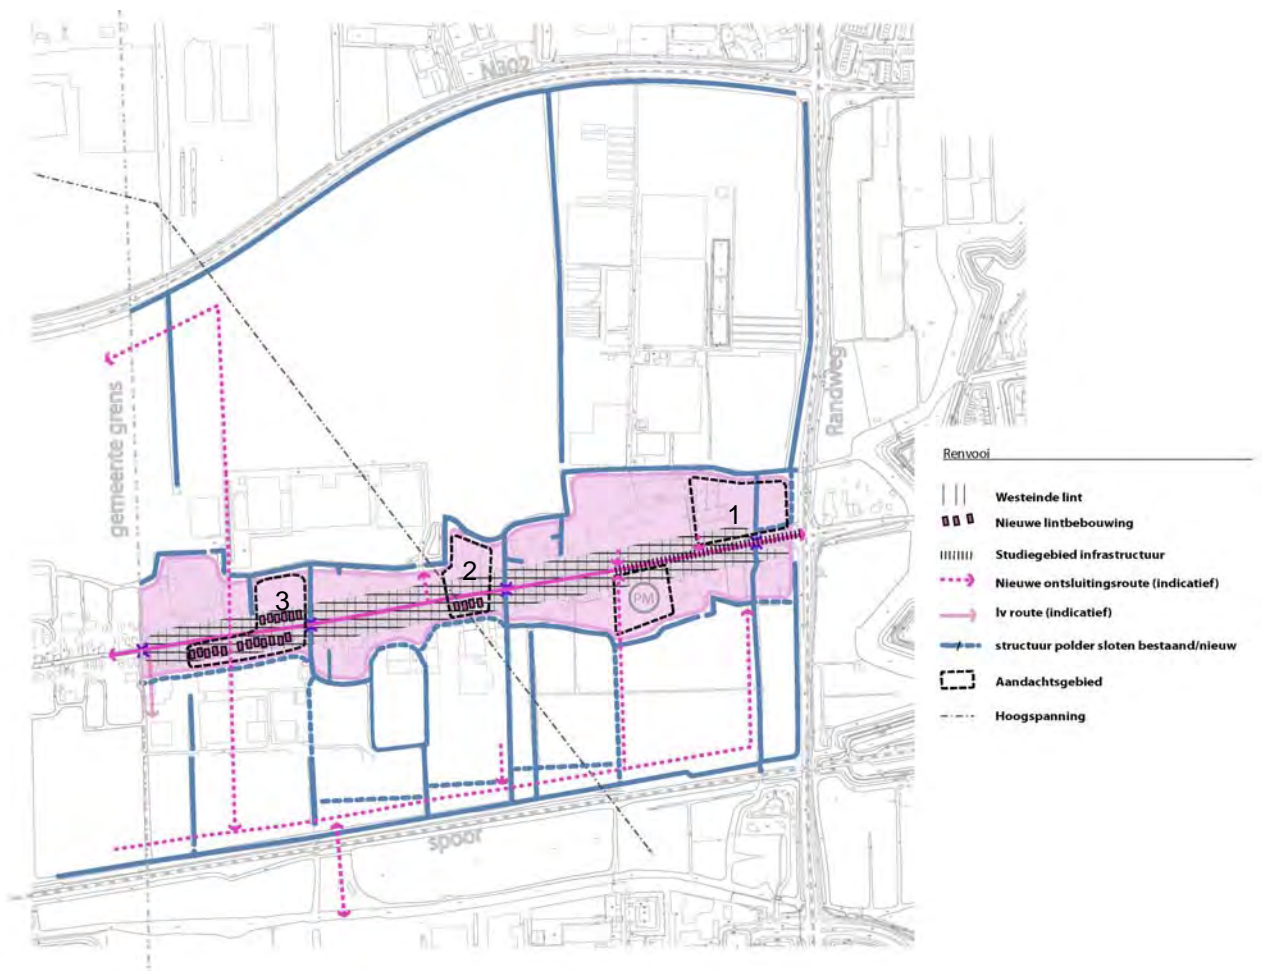 N302
gemeente grens
Randweg
1
2
3
PM
spoor
Renvooi
Westeinde lint
Nieuwe lintbebouwing
Studiegebied infrastructuur
Nieuwe ontsluitingsroute (indicatief)
lv route (indicatief)
structuur polder sloten bestaand/nieuw
Aandachtsgebied
Hoogspanning